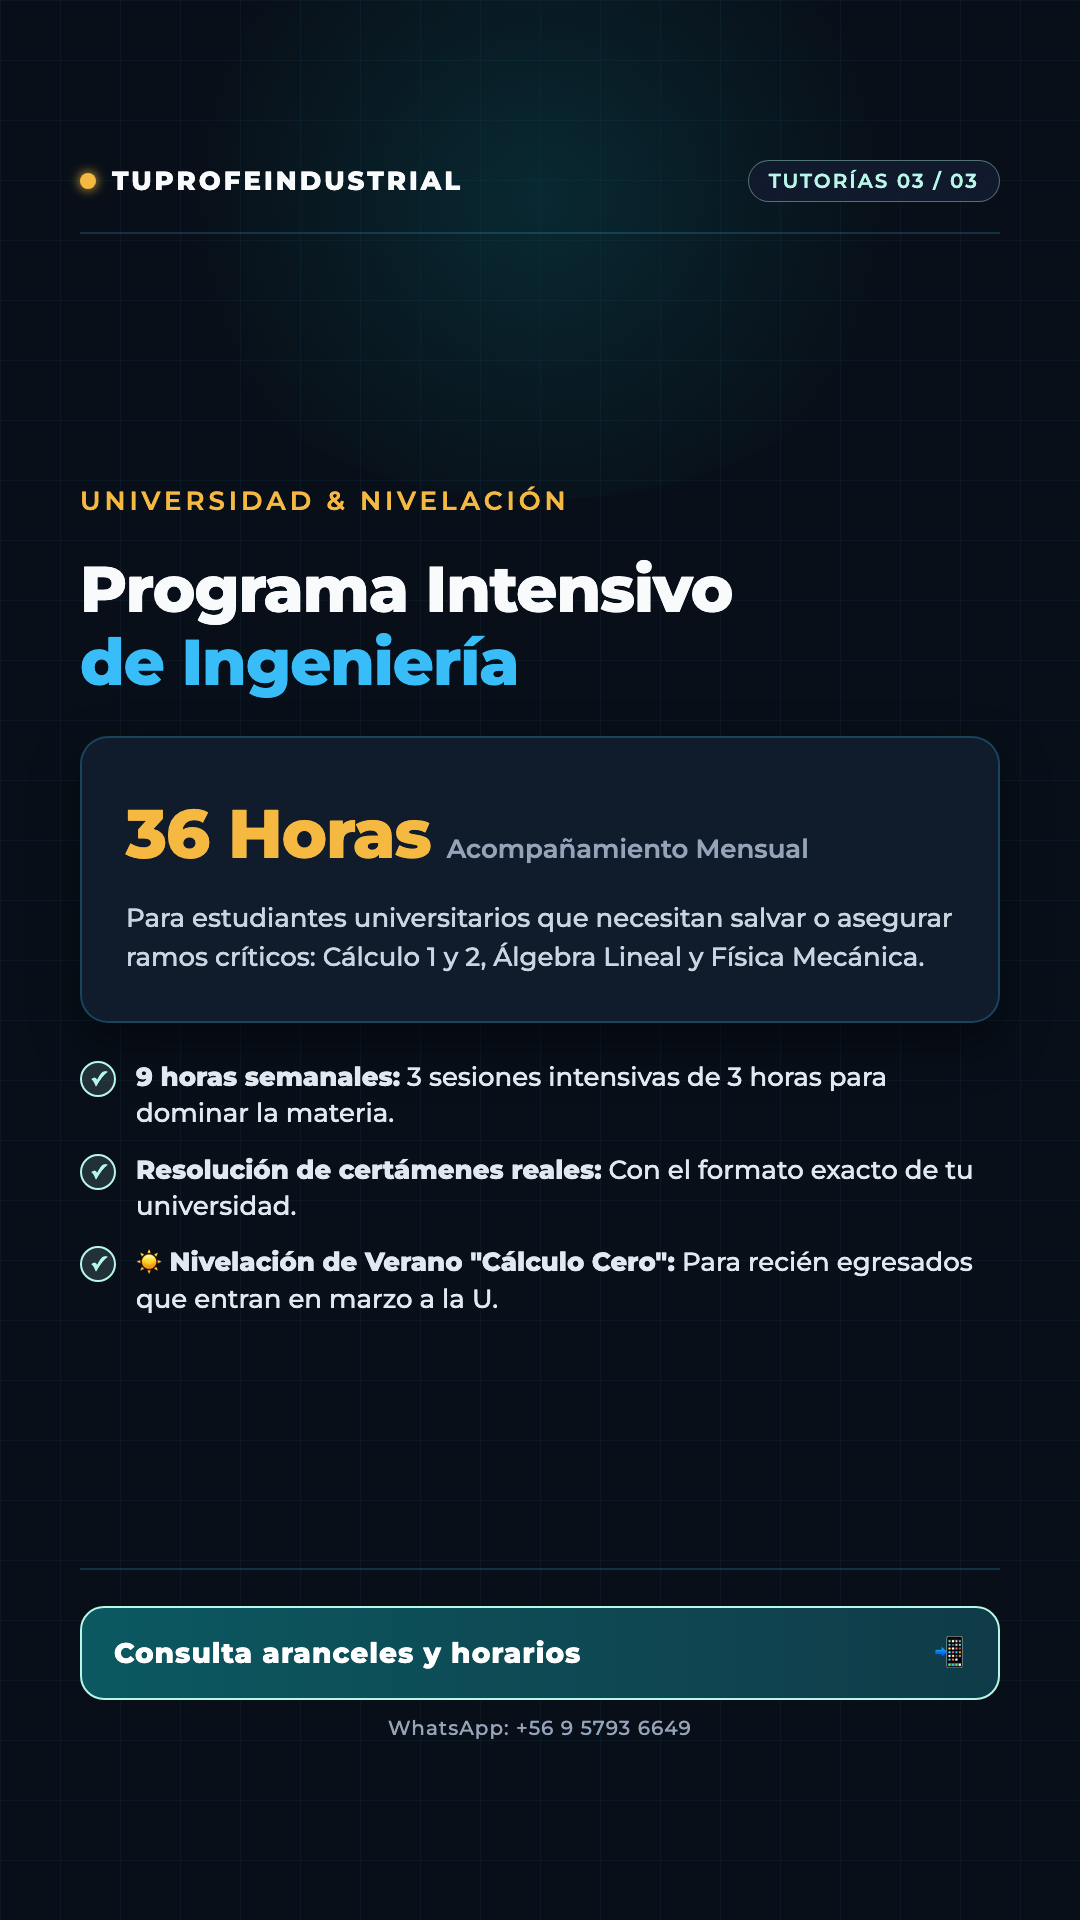 TUPROFEINDUSTRIAL
TUTORÍAS 03 / 03
UNIVERSIDAD & NIVELACIÓN
Programa Intensivo
de Ingeniería
36 Horas Acompañamiento Mensual
Para estudiantes universitarios que necesitan salvar o asegurar
ramos críticos: Cálculo 1 y 2, Álgebra Lineal y Física Mecánica.
✓ 9 horas semanales: 3 sesiones intensivas de 3 horas para
dominar la materia.
✓ Resolución de certámenes reales: Con el formato exacto de tu
universidad.
✓ ☀️ Nivelación de Verano "Cálculo Cero": Para recién egresados
que entran en marzo a la U.
Consulta aranceles y horarios 📲
WhatsApp: +56 9 5793 6649